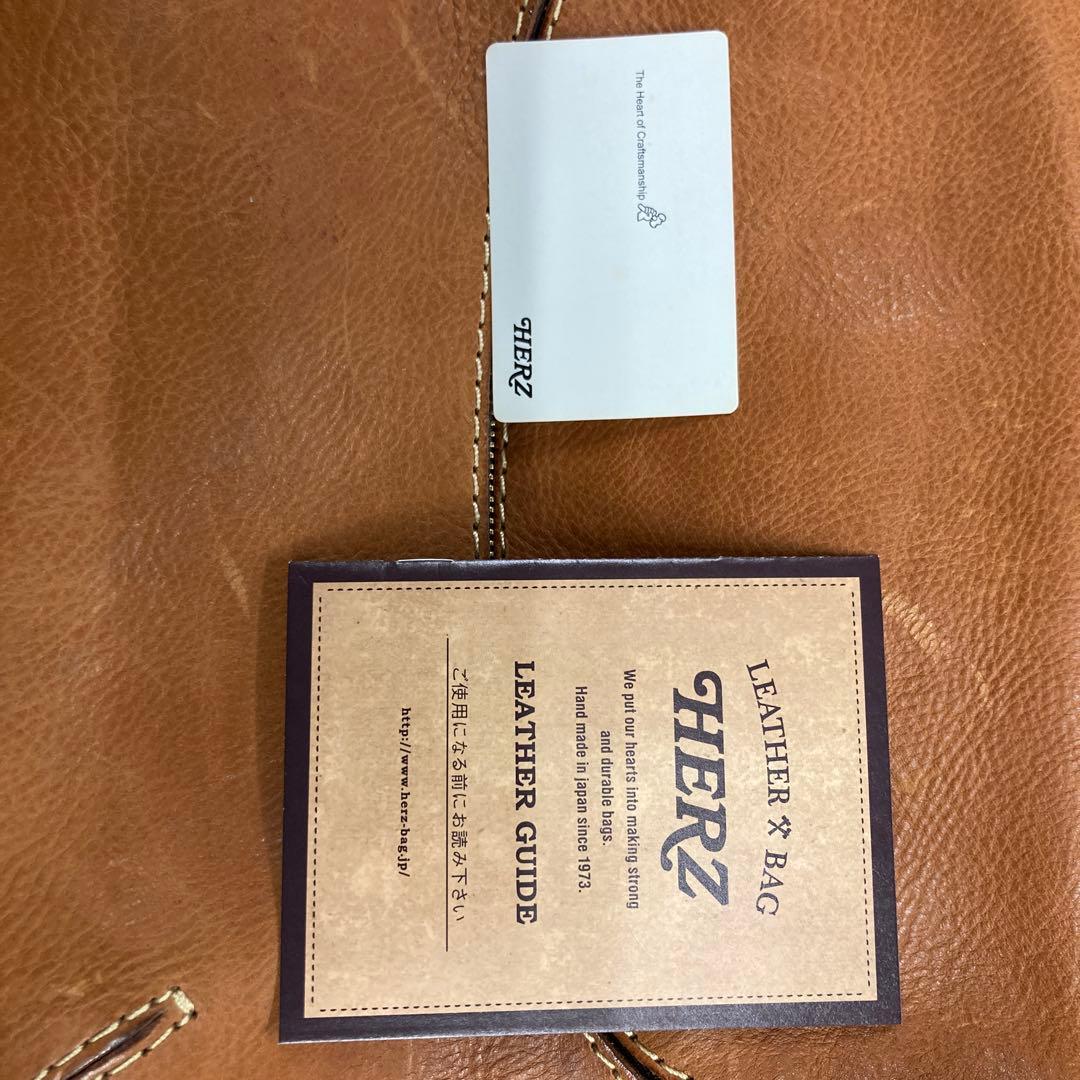 The Heart of Craftsmanship
HERZ
LEATHER BAG
HERZ
We put our hearts into making strong
and durable bags.
Hand made in japan since 1973.
LEATHER GUIDE
ご使用になる前にお読み下さい
http://www.herz-bag.jp/